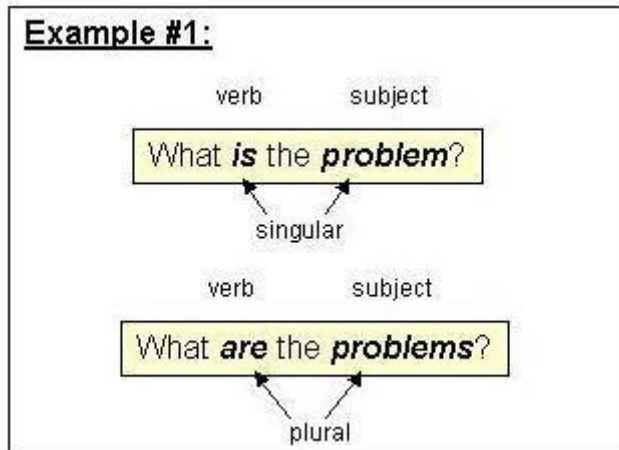 Example #1:
verb subject
What is the problem?
singular
verb subject
What are the problems?
plural